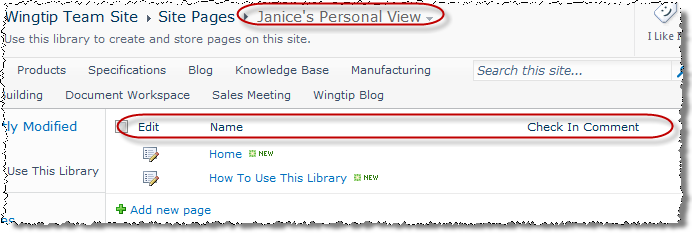 Wingtip Team Site ▸ Site Pages ▸ Janice's Personal View
Use this library to create and store pages on this site.
I Like
Products Specifications Blog Knowledge Base Manufacturing Search this site...
uilding Document Workspace Sales Meeting Wingtip Blog
ly Modified
Edit Name Check In Comment
Home NEW
Use This Library
How To Use This Library NEW
Add new page